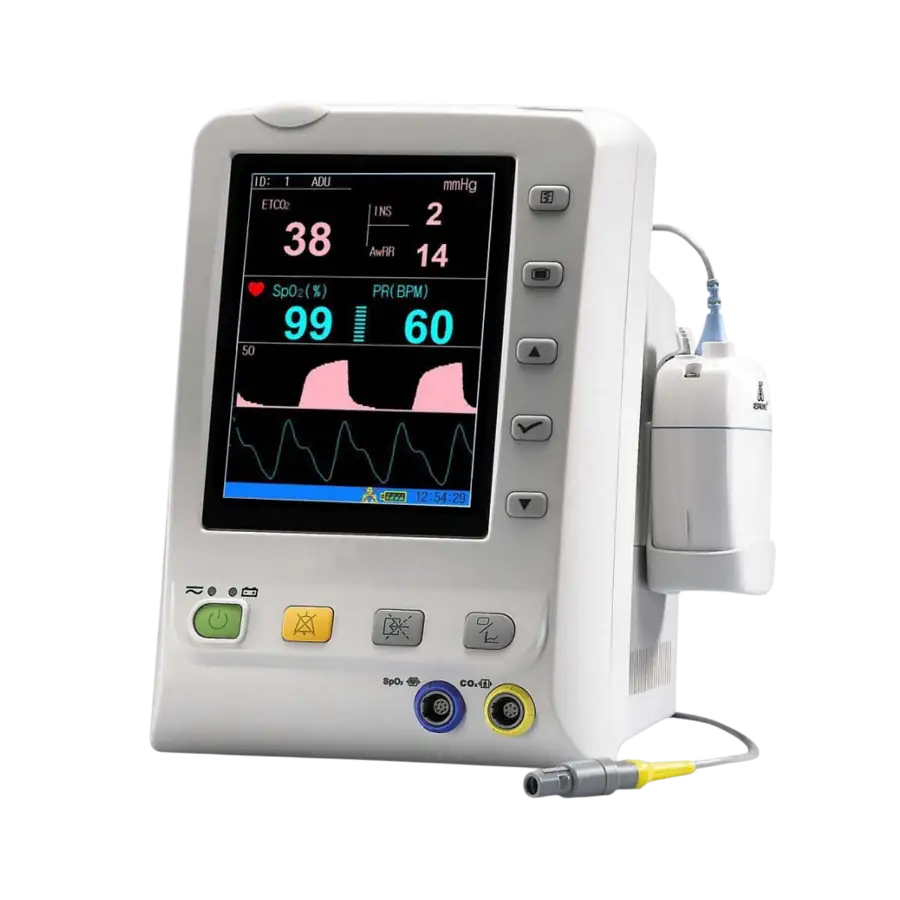 ID: 1 ADU mmHg
ETCO₂ 38 INS 2
AwRR 14
SpO₂(%) PR(BPM)
99 60
50
12:54:29
SpO₂ CO₂